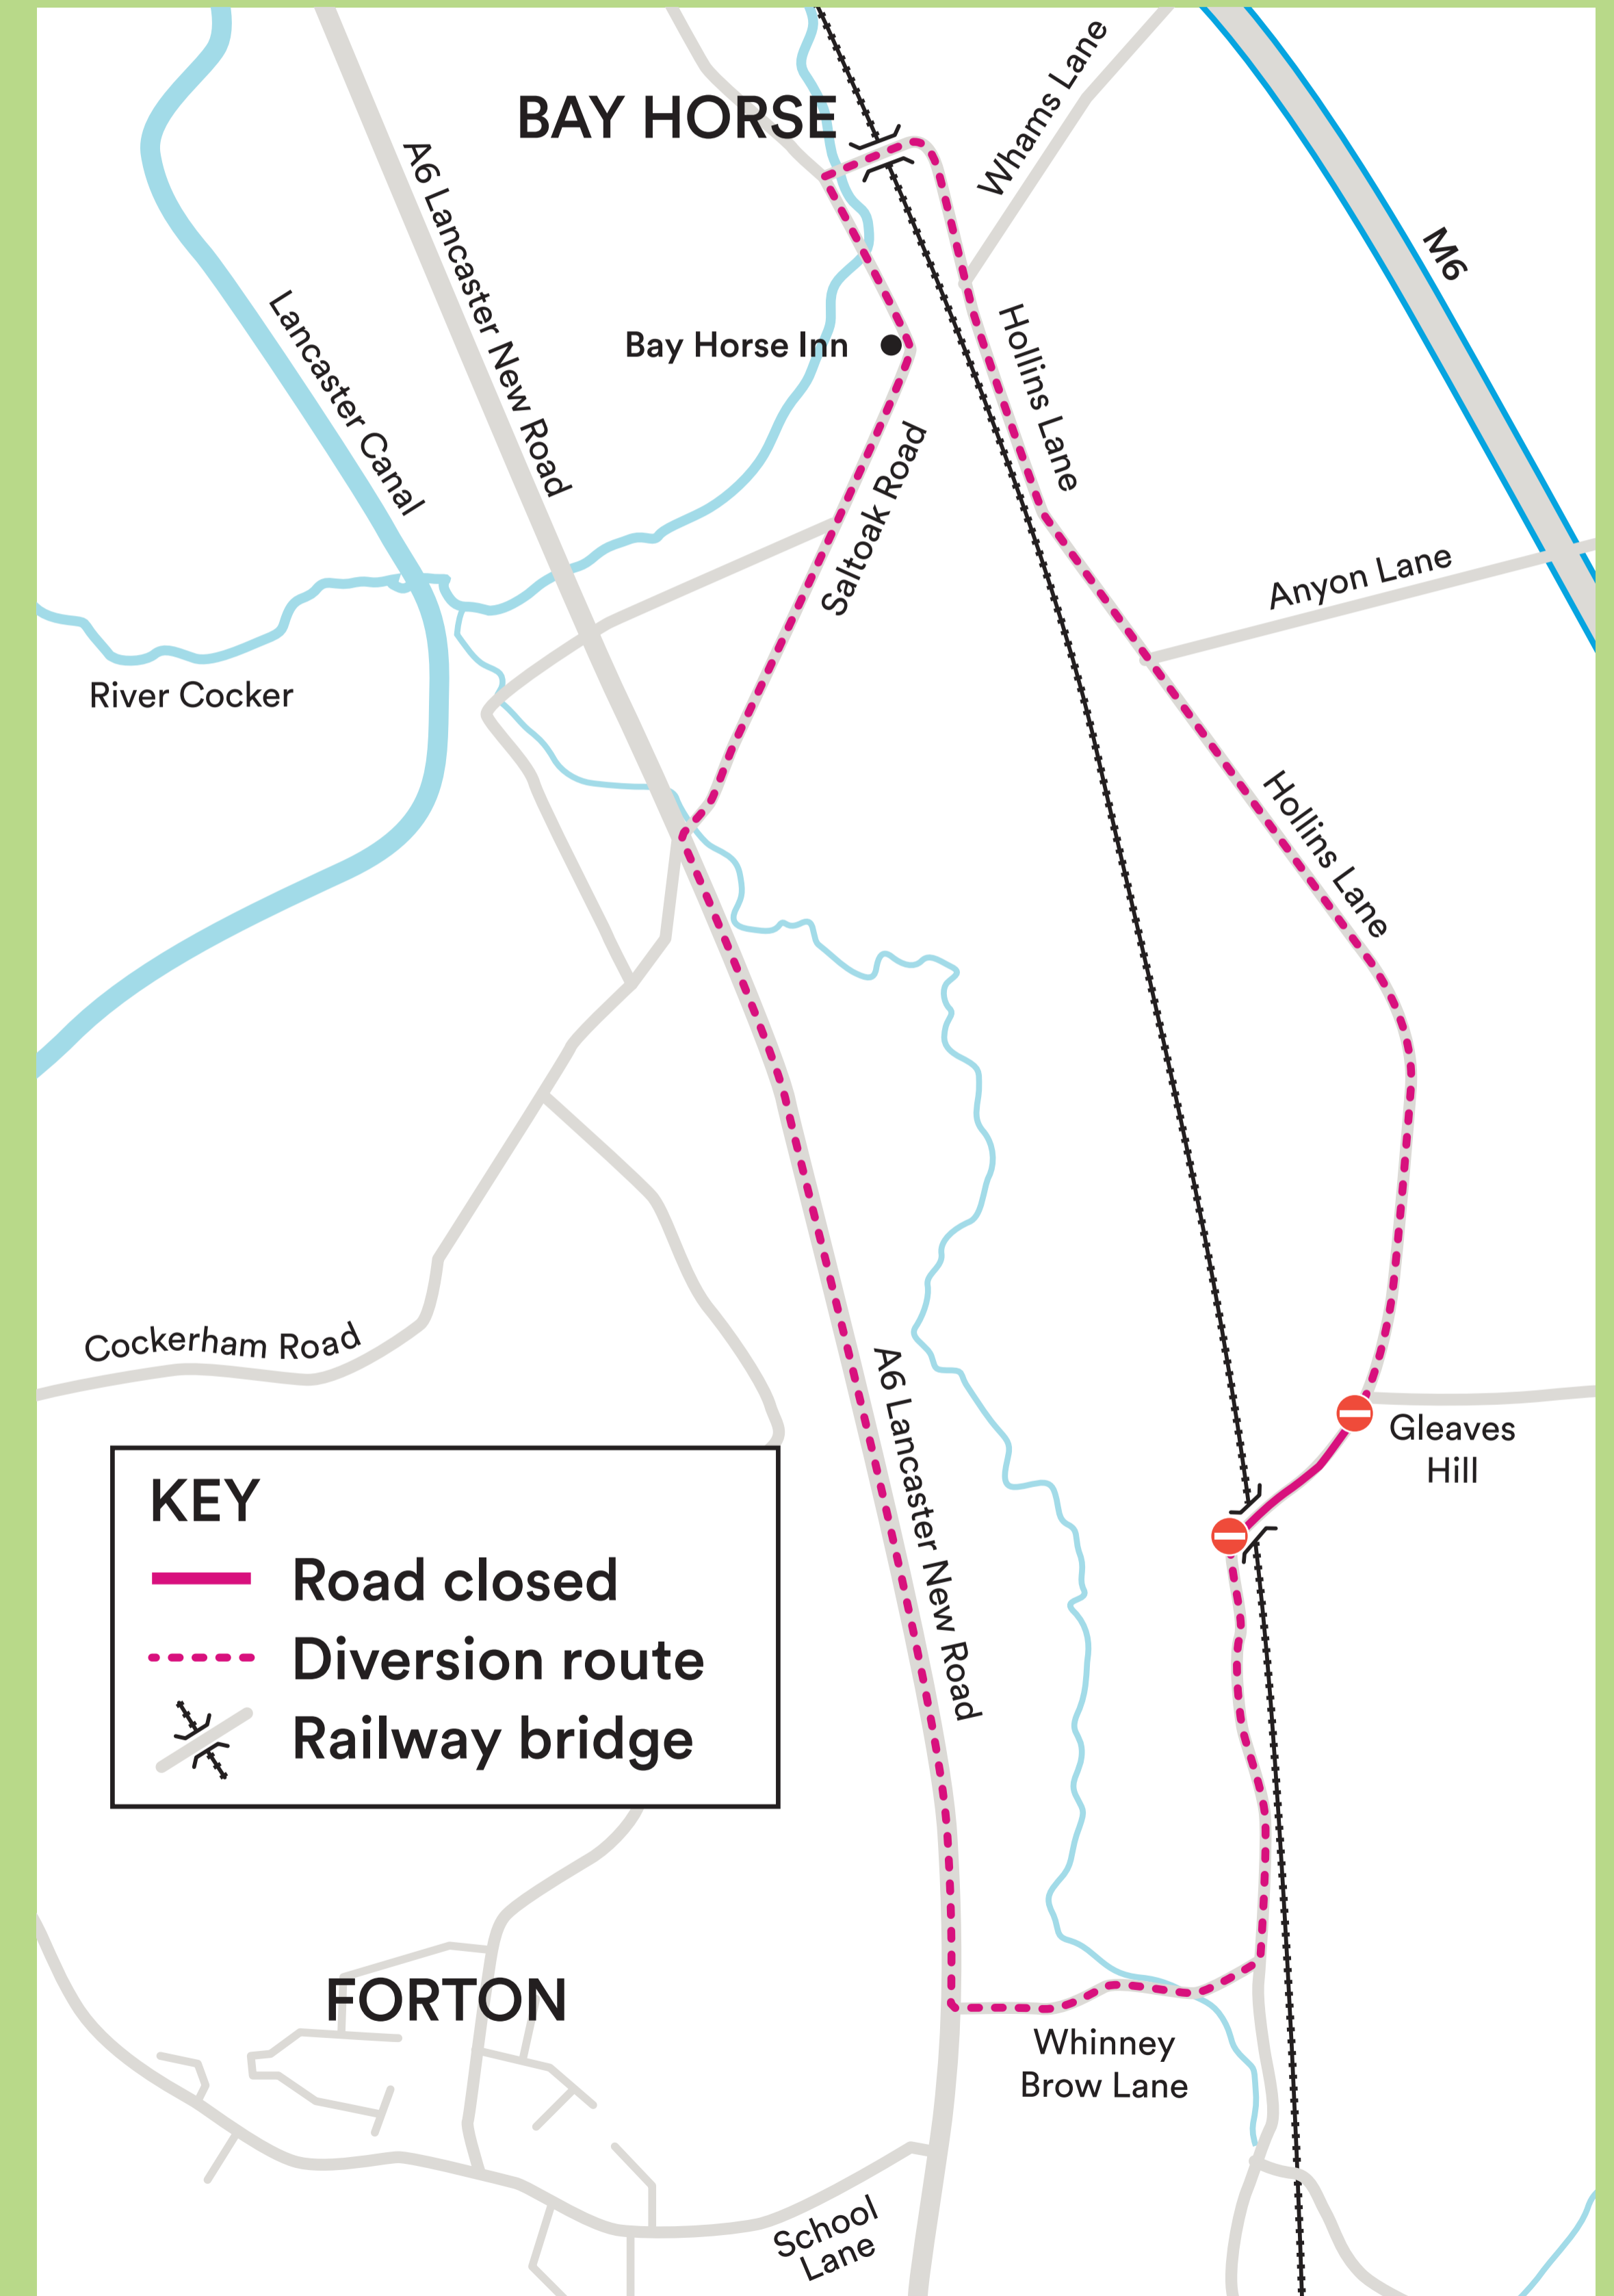 BAY HORSE
Whams Lane
A6 Lancaster New Road
M6
Lancaster Canal
Bay Horse Inn
Hollins Lane
Saltoak Road
Anyon Lane
River Cocker
Hollins Lane
Cockerham Road
A6 Lancaster New Road
Gleaves
Hill
KEY
Road closed
Diversion route
Railway bridge
FORTON
Whinney
Brow Lane
School
Lane